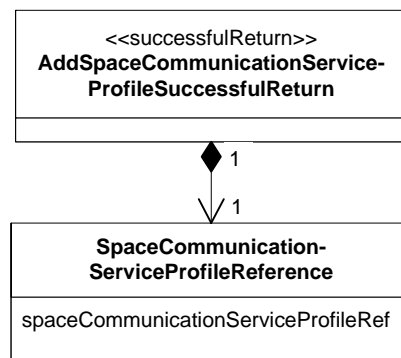 <<successfulReturn>>
AddSpaceCommunicationService-
ProfileSuccessfulReturn
1
1
SpaceCommunication-
ServiceProfileReference
spaceCommunicationServiceProfileRef